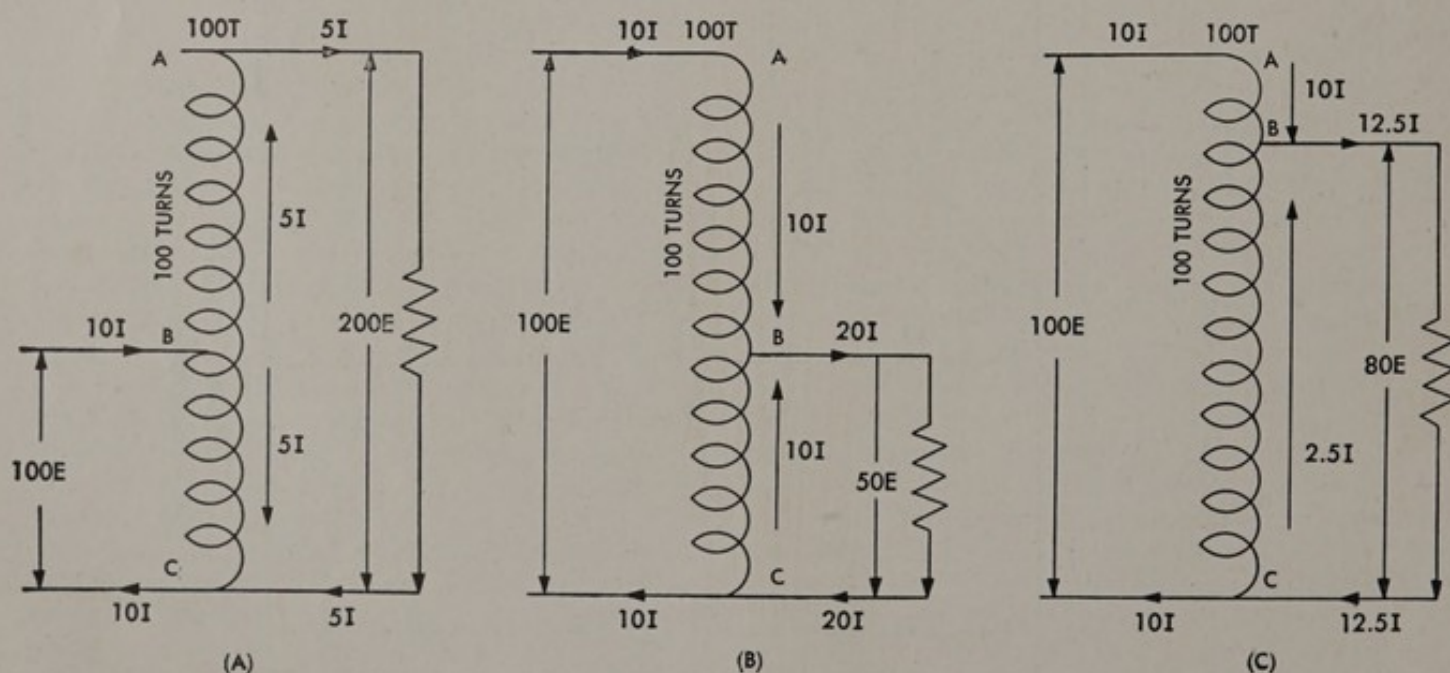 100T 5I
A
100 TURNS
5I
200E
10I B
5I
100E
C
10I 5I
(A)
10I 100T
A
100 TURNS
10I
100E
B 20I
10I
50E
C
10I 20I
(B)
10I 100T
A
10I
B 12.5I
100 TURNS
100E
80E
2.5I
C
10I 12.5I
(C)